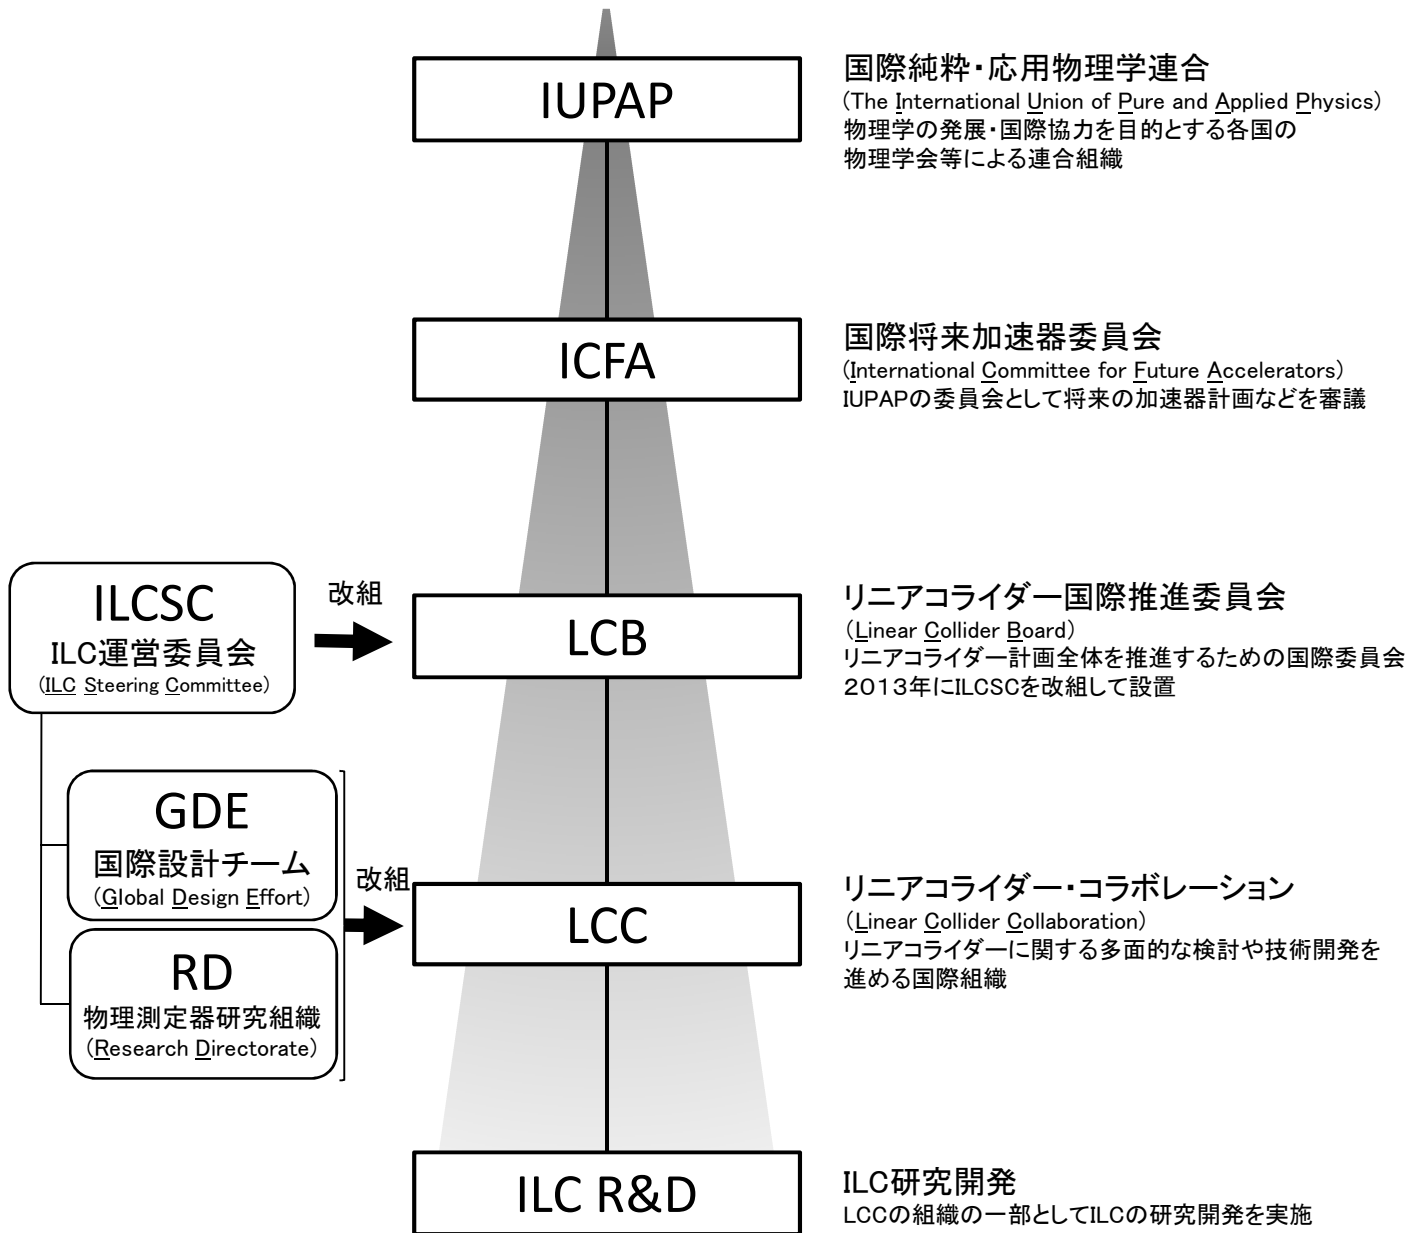 IUPAP
国際純粋・応用物理学連合
(The International Union of Pure and Applied Physics)
物理学の発展・国際協力を目的とする各国の
物理学会等による連合組織
ICFA
国際将来加速器委員会
(International Committee for Future Accelerators)
IUPAPの委員会として将来の加速器計画などを審議
ILCSC
ILC運営委員会
(ILC Steering Committee)
改組
LCB
リニアコライダー国際推進委員会
(Linear Collider Board)
リニアコライダー計画全体を推進するための国際委員会
2013年にILCSCを改組して設置
GDE
国際設計チーム
(Global Design Effort)
RD
物理測定器研究組織
(Research Directorate)
改組
LCC
リニアコライダー・コラボレーション
(Linear Collider Collaboration)
リニアコライダーに関する多面的な検討や技術開発を
進める国際組織
ILC R&D
ILC研究開発
LCCの組織の一部としてILCの研究開発を実施